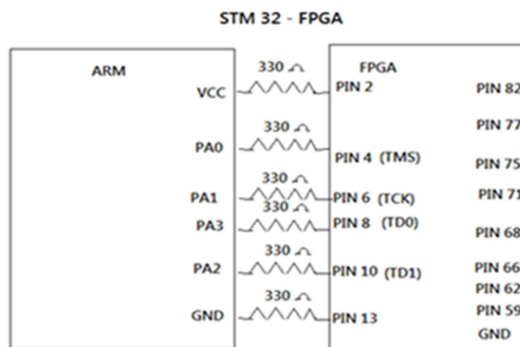 STM 32 - FPGA
ARM
FPGA
330
VCC
PIN 2
PIN 82
330
PIN 77
PA0
PIN 4 (TMS)
PIN 75
330
PA1
PIN 6 (TCK)
PIN 71
330
PA3
PIN 8 (TD0)
PIN 68
330
PA2
PIN 10 (TD1)
PIN 66
PIN 62
330
GND
PIN 13
PIN 59
GND